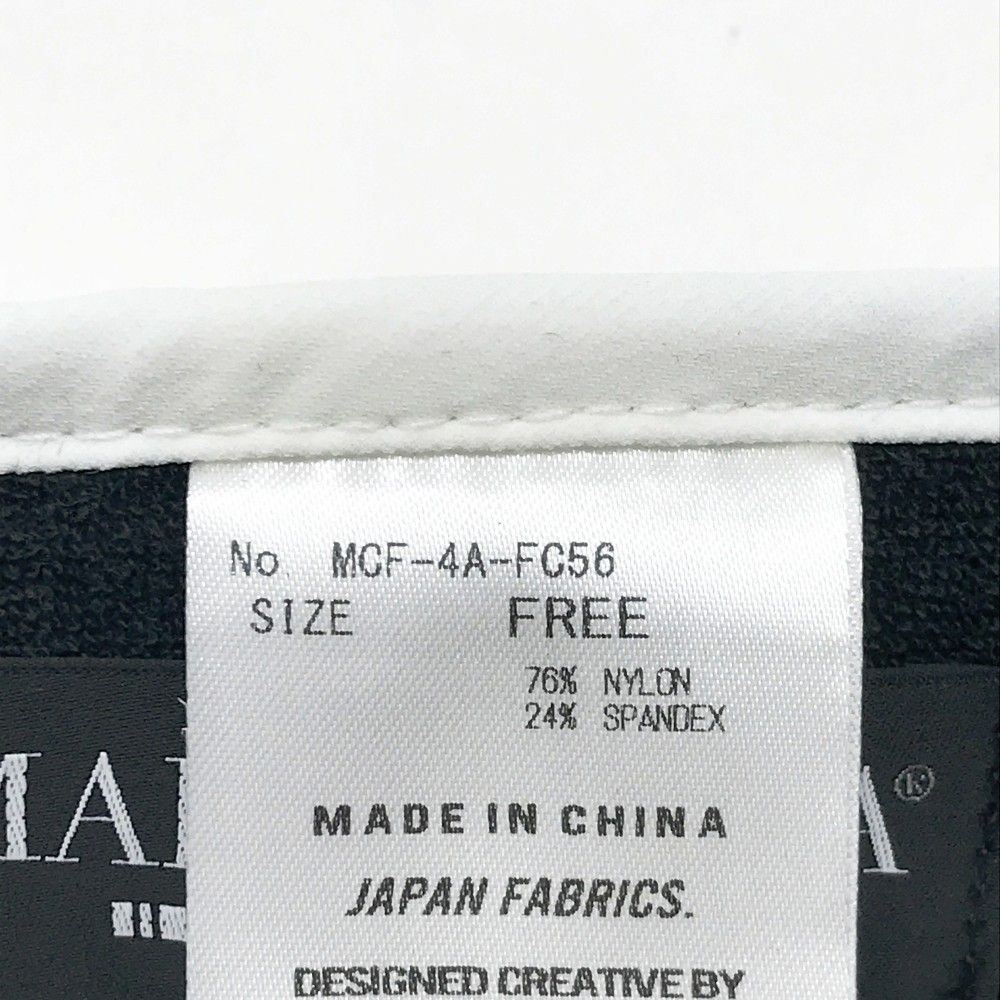 No. MCF-4A-FC56
SIZE FREE
76% NYLON
24% SPANDEX
MADE IN CHINA
JAPAN FABRICS.
DESIGNED CREATIVE BY